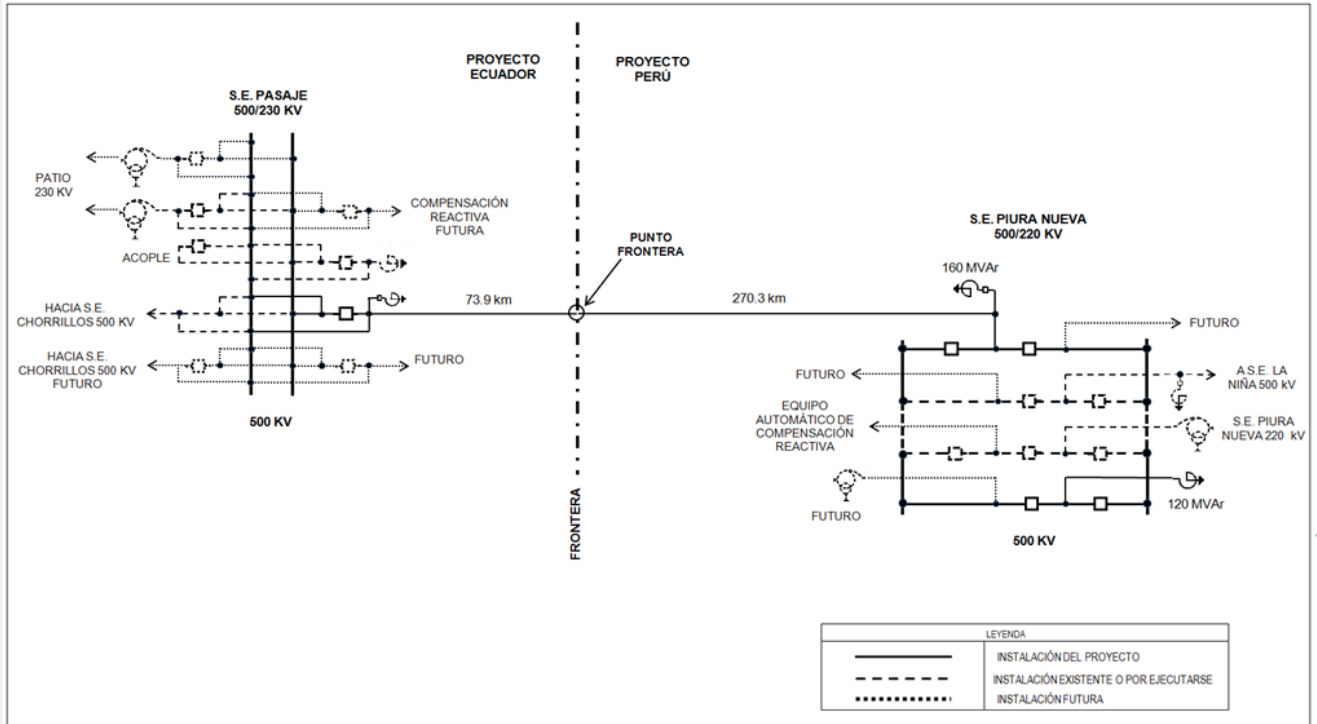 PROYECTO
ECUADOR
PROYECTO
PERÚ
S.E. PASAJE
500/230 KV
PATIO
230 KV
COMPENSACIÓN
REACTIVA
FUTURA
ACOPLE
HACIA S.E.
CHORRILLOS 500 KV
HACIA S.E.
CHORRILLOS 500 KV
FUTURO
FUTURO
500 KV
73.9 km
PUNTO
FRONTERA
270.3 km
FRONTERA
S.E. PIURA NUEVA
500/220 KV
160 MVAr
FUTURO
FUTURO
A S.E. LA
NIÑA 500 kV
EQUIPO
AUTOMÁTICO DE
COMPENSACIÓN
REACTIVA
S.E. PIURA
NUEVA 220 kV
FUTURO
120 MVAr
500 KV
LEYENDA
INSTALACIÓN DEL PROYECTO
INSTALACIÓN EXISTENTE O POR EJECUTARSE
INSTALACIÓN FUTURA